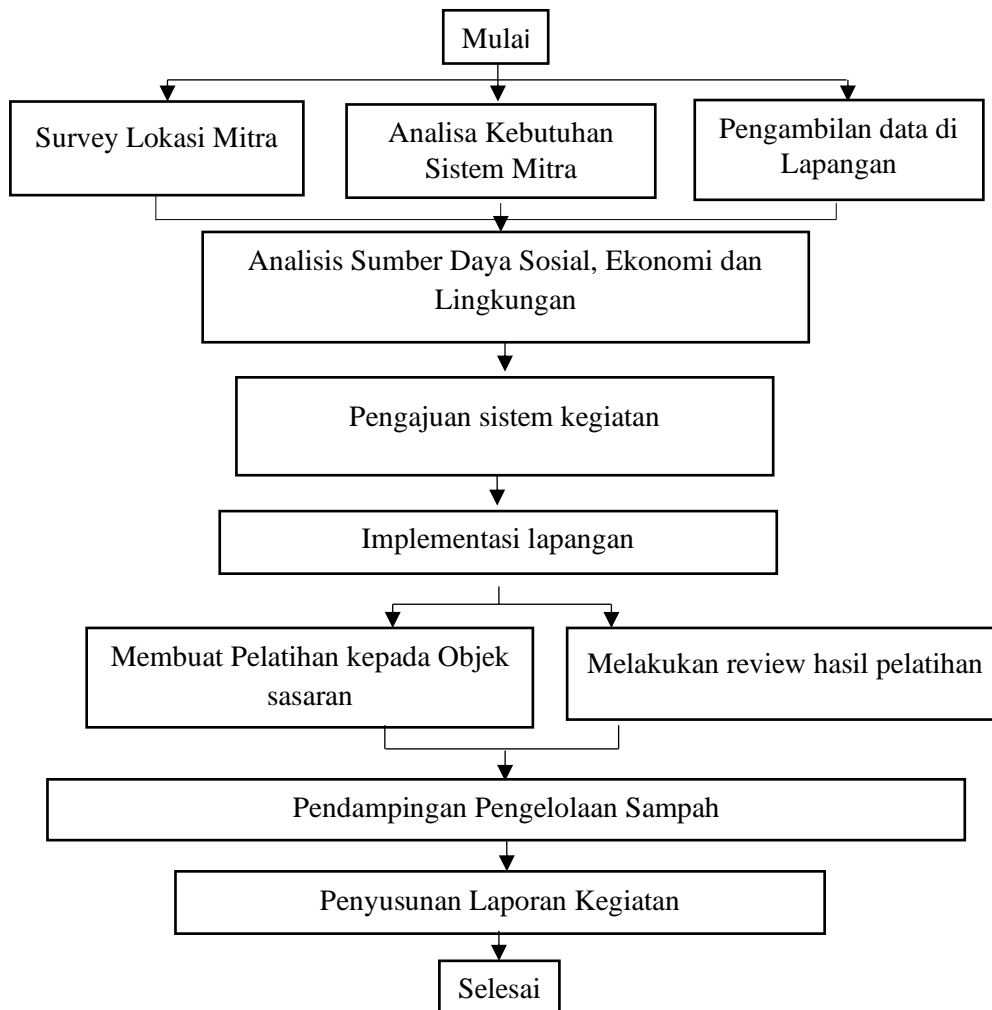 Mulai
Survey Lokasi Mitra
Analisa Kebutuhan
Sistem Mitra
Pengambilan data di
Lapangan
Analisis Sumber Daya Sosial, Ekonomi dan
Lingkungan
Pengajuan sistem kegiatan
Implementasi lapangan
Membuat Pelatihan kepada Objek
sasaran
Melakukan review hasil pelatihan
Pendampingan Pengelolaan Sampah
Penyusunan Laporan Kegiatan
Selesai